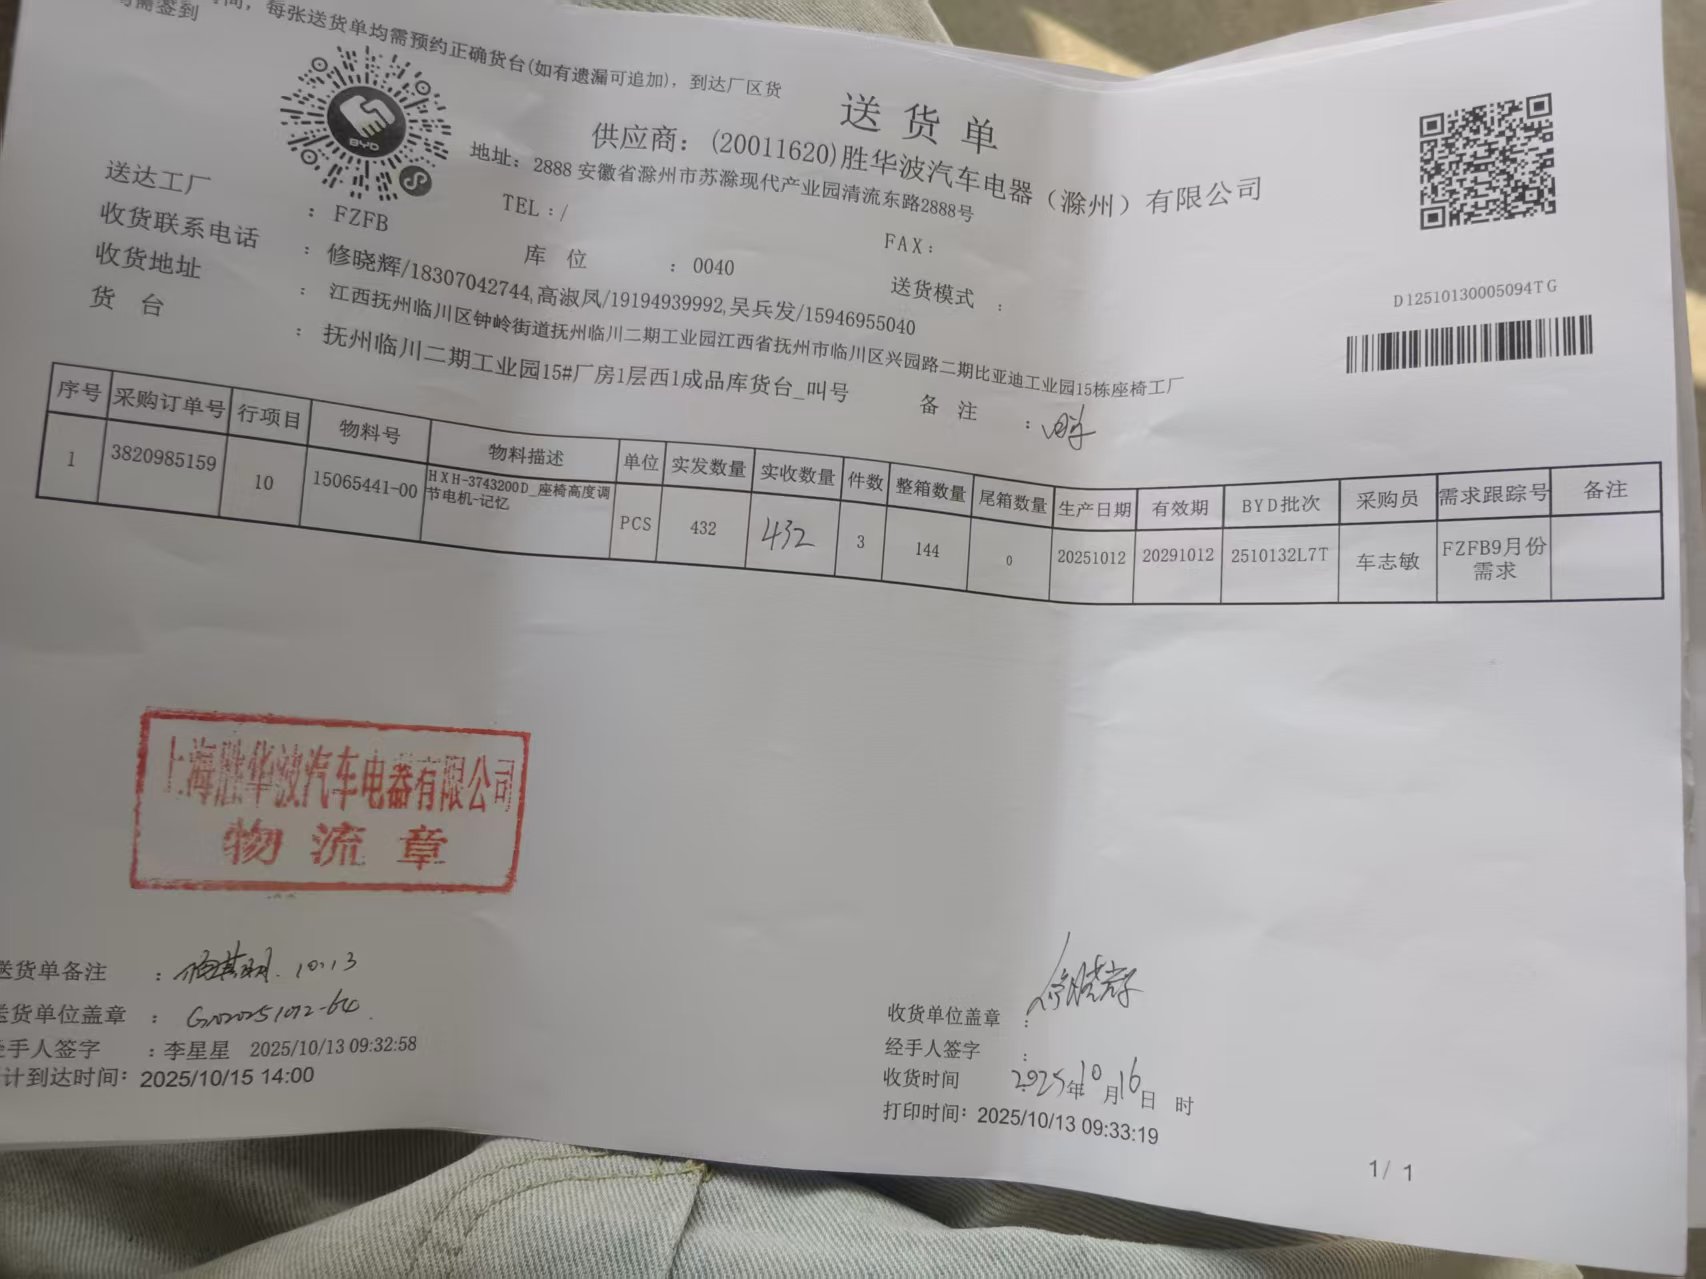 间，每张送货单均需预约正确货台(如有遗漏可追加)，到达厂区货
需签到
BYD
送货单
供应商：(20011620)胜华波汽车电器（滁州）有限公司
地址：2888 安徽省滁州市苏滁现代产业园清流东路2888号
TEL：/
FAX：
送达工厂：FZFB
库 位：0040
送货模式：
收货联系电话：修晓辉/18307042744,高淑凤/19194939992,吴兵发/15946955040
收货地址：江西抚州临川区钟岭街道抚州临川二期工业园江西省抚州市临川区兴园路二期比亚迪工业园15栋座椅工厂
货 台：抚州临川二期工业园15#厂房1层西1成品库货台_叫号
备 注：
D12510130005094TG
序号 采购订单号 行项目 物料号 物料描述 单位 实发数量 实收数量 件数 整箱数量 尾箱数量 生产日期 有效期 BYD批次 采购员 需求跟踪号 备注
1 3820985159 10 15065441-00 HXH-3743200D_座椅高度调节电机-记忆 PCS 432 432 3 144 0 20251012 20291012 2510132L7T 车志敏 FZFB9月份需求
上海胜华波汽车电器有限公司
物流章
送货单备注： 10.13
送货单位盖章：
经手人签字：李星星 2025/10/13 09:32:58
计到达时间：2025/10/15 14:00
收货单位盖章：修晓辉
经手人签字：
收货时间 2025年10月16日 时
打印时间：2025/10/13 09:33:19
1/ 1